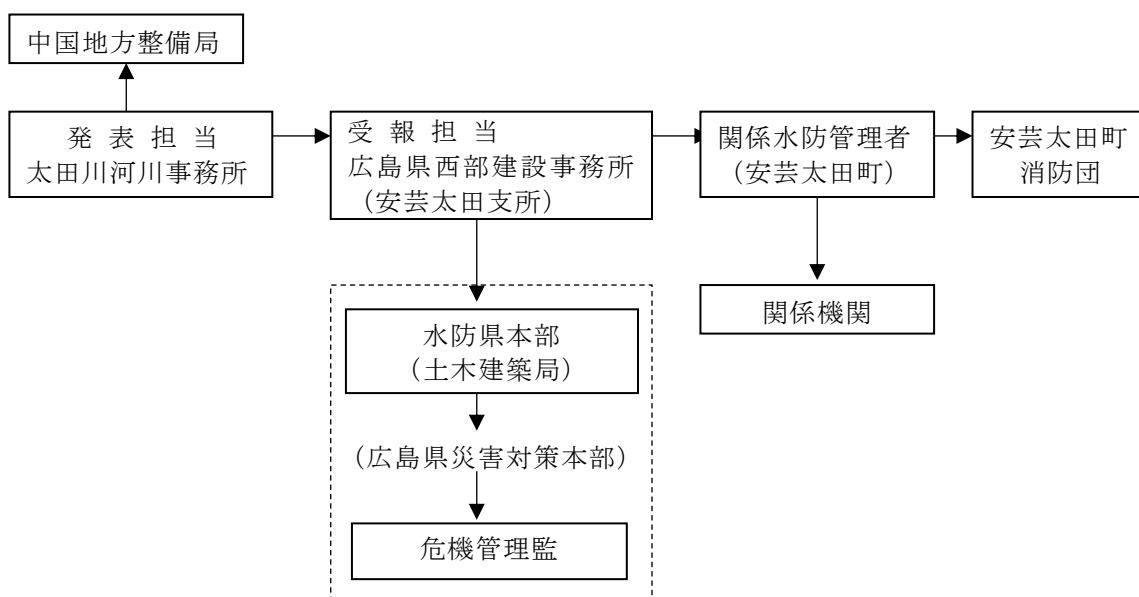 中国地方整備局
発 表 担 当
太田川河川事務所
受 報 担 当
広島県西部建設事務所
（安芸太田支所）
関係水防管理者
（安芸太田町）
安芸太田町
消防団
関係機関
水防県本部
（土木建築局）
（広島県災害対策本部）
危機管理監